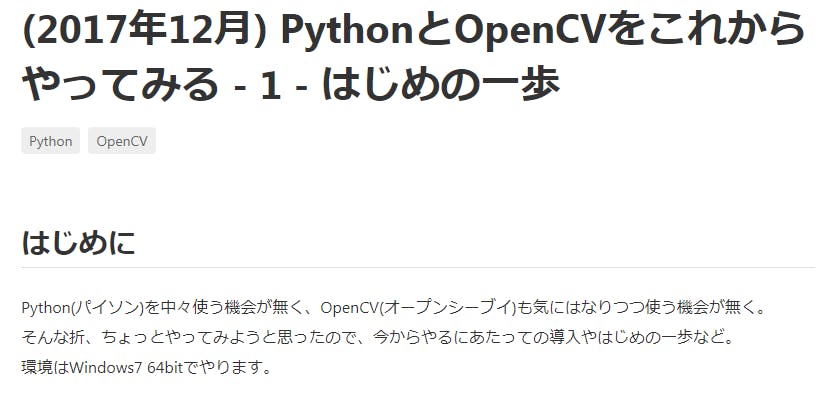 (2017年12月) PythonとOpenCVをこれから
やってみる - 1 - はじめの一歩
Python OpenCV
はじめに
Python(パイソン)を中々使う機会が無く、OpenCV(オープンシーブイ)も気にはなりつつ使う機会が無く。
そんな折、ちょっとやってみようと思ったので、今からやるにあたっての導入やはじめの一歩など。
環境はWindows7 64bitでやります。